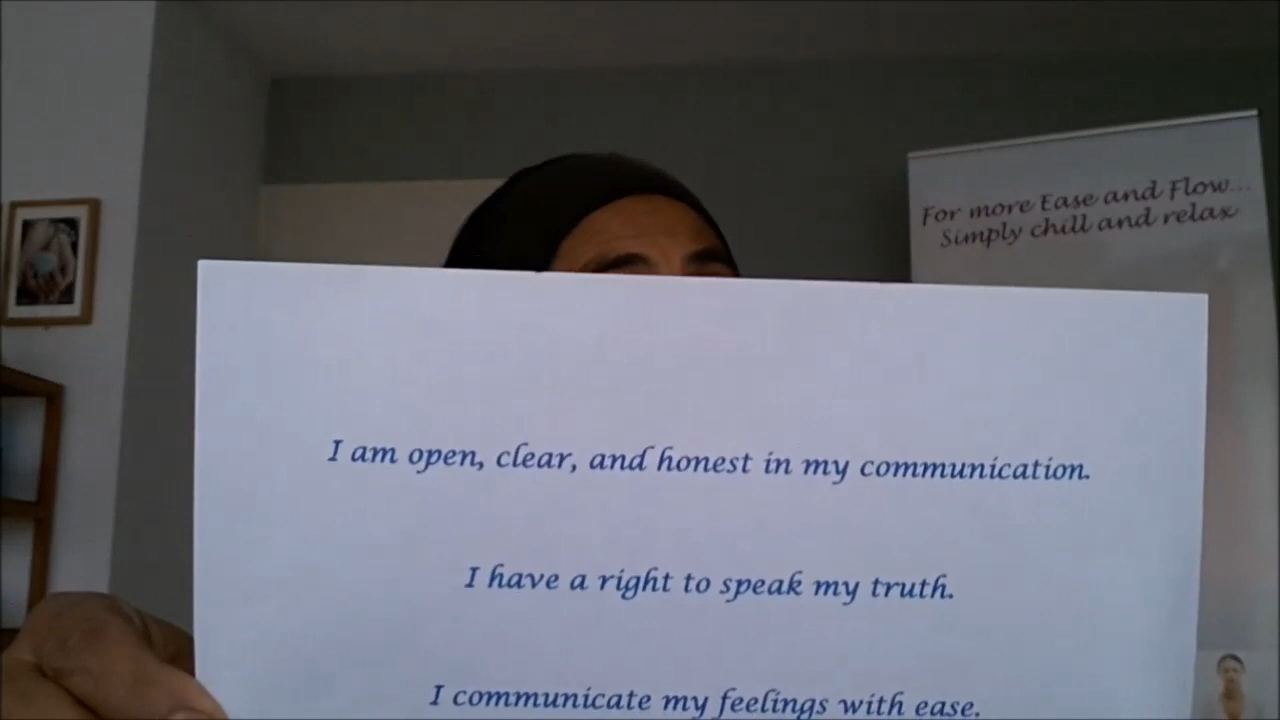 For more Ease and Flow...
Simply chill and relax
I am open, clear, and honest in my communication.
I have a right to speak my truth.
I communicate my feelings with ease.